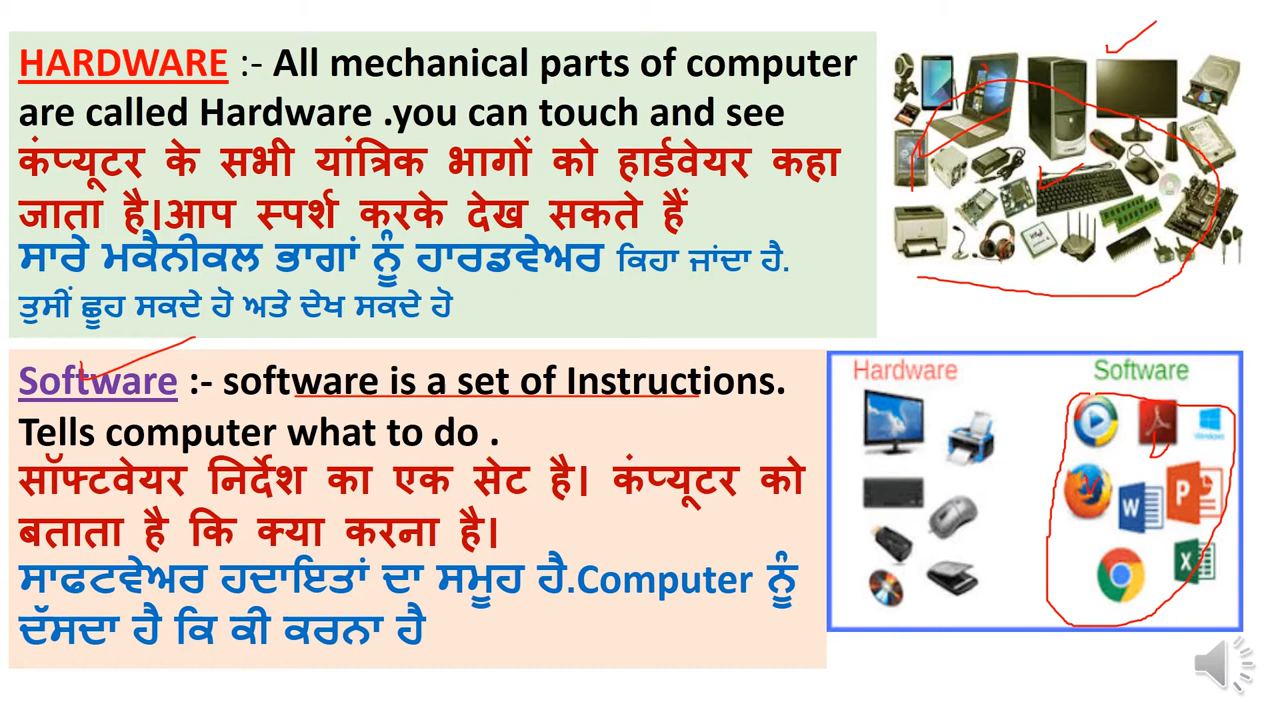 HARDWARE :- All mechanical parts of computer
are called Hardware .you can touch and see
कंप्यूटर के सभी यांत्रिक भागों को हार्डवेयर कहा
जाता है।आप स्पर्श करके देख सकते हैं
ਸਾਰੇ ਮਕੈਨੀਕਲ ਭਾਗਾਂ ਨੂੰ ਹਾਰਡਵੇਅਰ ਕਿਹਾ ਜਾਂਦਾ ਹੈ.
ਤੁਸੀਂ ਛੂਹ ਸਕਦੇ ਹੋ ਅਤੇ ਦੇਖ ਸਕਦੇ ਹੋ
Software :- software is a set of Instructions.
Tells computer what to do .
सॉफ्टवेयर निर्देश का एक सेट है। कंप्यूटर को
बताता है कि क्या करना है।
ਸਾਫਟਵੇਅਰ ਹਦਾਇਤਾਂ ਦਾ ਸਮੂਹ ਹੈ.Computer ਨੂੰ
ਦੱਸਦਾ ਹੈ ਕਿ ਕੀ ਕਰਨਾ ਹੈ
Hardware
Software
Windows
W
P
X